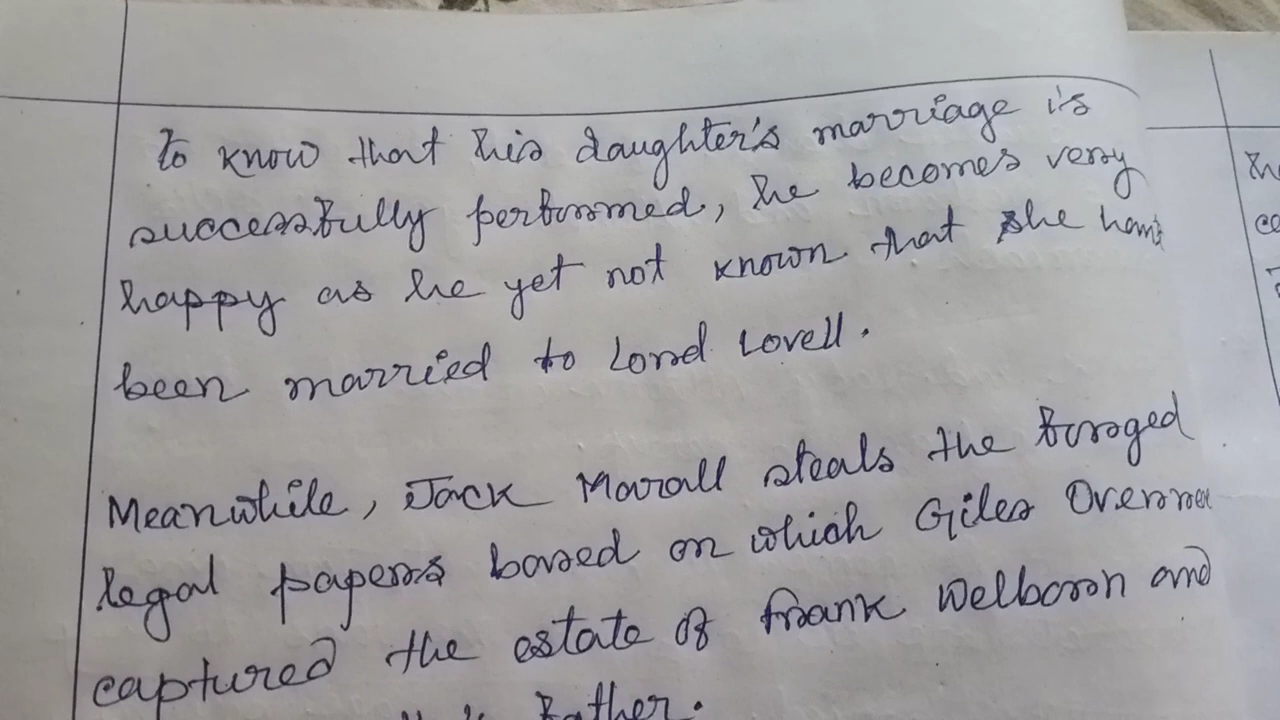 to know that his daughter's marriage is
successfully performed, he becomes very
happy as he yet not known that she
been married to Lord Lovell.
Meanwhile, Jack Marall steals the forged
legal papers based on which Giles
captured the estate of Frank Welborn and
father.